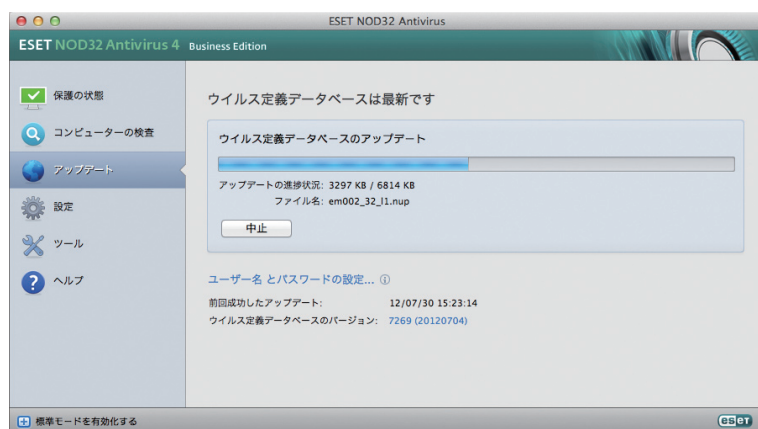 ESET NOD32 Antivirus
ESET NOD32 Antivirus 4 Business Edition
保護の状態
コンピューターの検査
アップデート
設定
ツール
ヘルプ
ウイルス定義データベースは最新です
ウイルス定義データベースのアップデート
アップデートの進捗状況: 3297 KB / 6814 KB
ファイル名: em002_32_l1.nup
中止
ユーザー名 とパスワードの設定...
前回成功したアップデート: 12/07/30 15:23:14
ウイルス定義データベースのバージョン: 7269 (20120704)
標準モードを有効化する
eseT